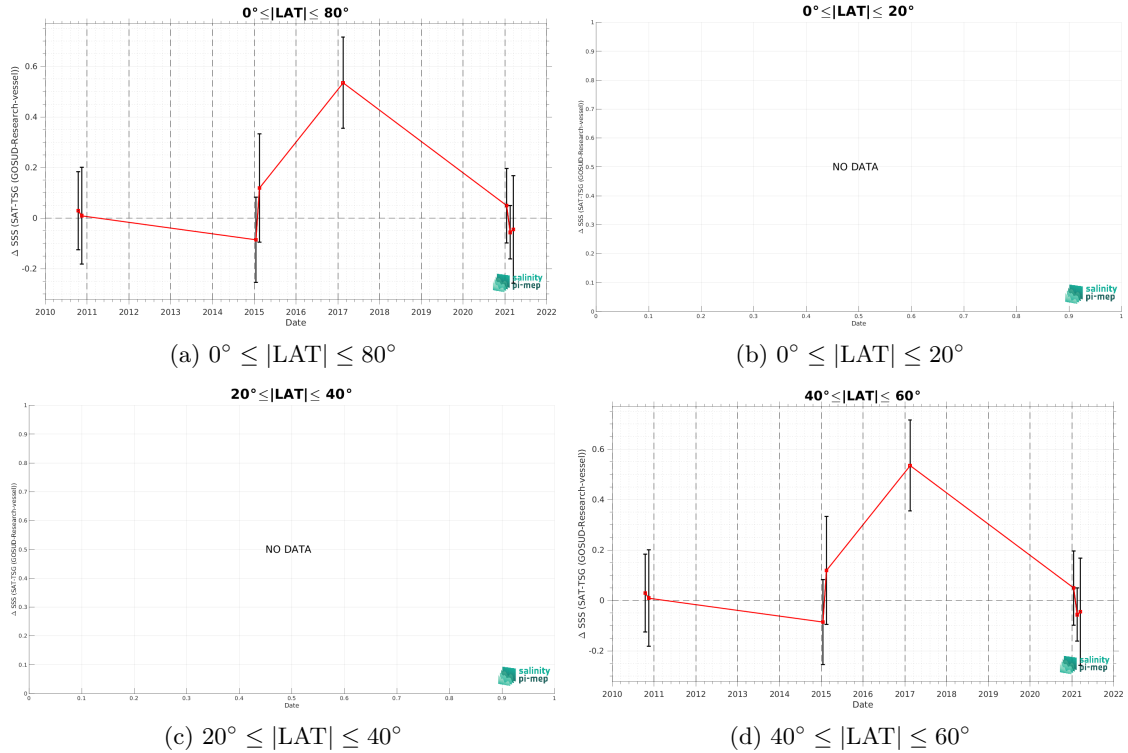 0°≤|LAT|≤ 80°
Δ SSS (SAT-TSG (GOSUD-Research-vessel))
0.6
0.4
0.2
0
-0.2
2010 2011 2012 2013 2014 2015 2016 2017 2018 2019 2020 2021 2022
Date
salinity
pi-mep
(a) 0° ≤ |LAT| ≤ 80°
0°≤|LAT|≤ 20°
Δ SSS (SAT-TSG (GOSUD-Research-vessel))
1
0.9
0.8
0.7
0.6
0.5
0.4
0.3
0.2
0.1
0
NO DATA
0 0.1 0.2 0.3 0.4 0.5 0.6 0.7 0.8 0.9 1
Date
salinity
pi-mep
(b) 0° ≤ |LAT| ≤ 20°
20°≤|LAT|≤ 40°
Δ SSS (SAT-TSG (GOSUD-Research-vessel))
1
0.9
0.8
0.7
0.6
0.5
0.4
0.3
0.2
0.1
0
NO DATA
0 0.1 0.2 0.3 0.4 0.5 0.6 0.7 0.8 0.9 1
Date
salinity
pi-mep
(c) 20° ≤ |LAT| ≤ 40°
40°≤|LAT|≤ 60°
Δ SSS (SAT-TSG (GOSUD-Research-vessel))
0.6
0.4
0.2
0
-0.2
2010 2011 2012 2013 2014 2015 2016 2017 2018 2019 2020 2021 2022
Date
salinity
pi-mep
(d) 40° ≤ |LAT| ≤ 60°